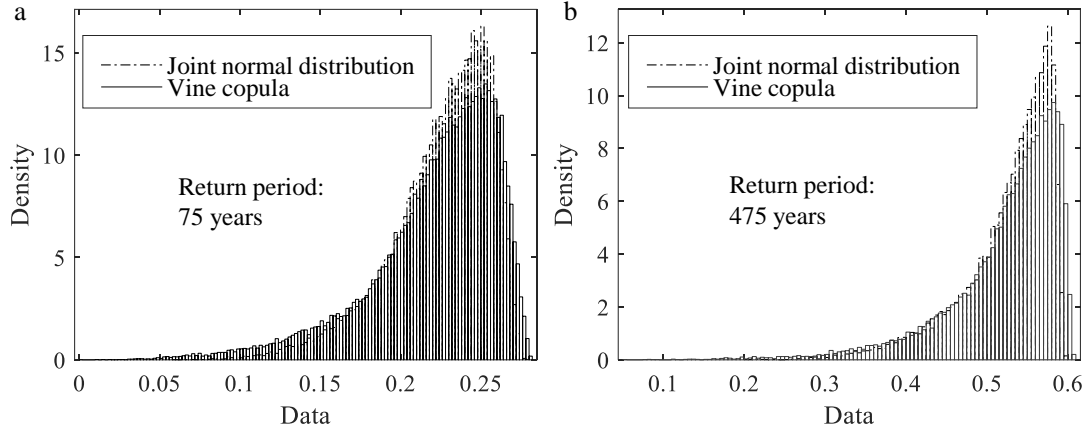 a
15
10
5
0
Density
Joint normal distribution
Vine copula
Return period:
75 years
0 0.05 0.1 0.15 0.2 0.25
Data
b
12
10
8
6
4
2
0
Density
Joint normal distribution
Vine copula
Return period:
475 years
0.1 0.2 0.3 0.4 0.5 0.6
Data